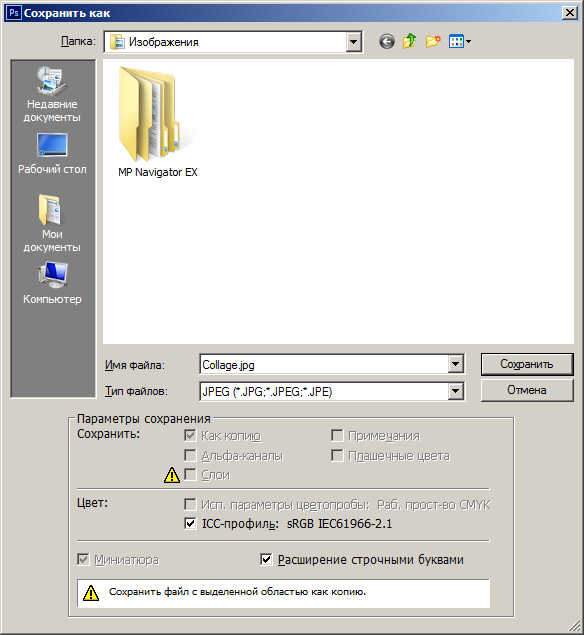 Ps Сохранить как
Папка: Изображения
Недавние
документы
Рабочий стол
Мои
документы
Компьютер
MP Navigator EX
Имя файла: Collage.jpg Сохранить
Тип файлов: JPEG (*.JPG;*.JPEG;*.JPE) Отмена
Параметры сохранения
Сохранить: Как копию Примечания
Альфа-каналы Плашечные цвета
Слои
Цвет: Исп. параметры цветопробы: Раб. прост-во CMYK
ICC-профиль: sRGB IEC61966-2.1
Миниатюра Расширение строчными буквами
Сохранить файл с выделенной областью как копию.